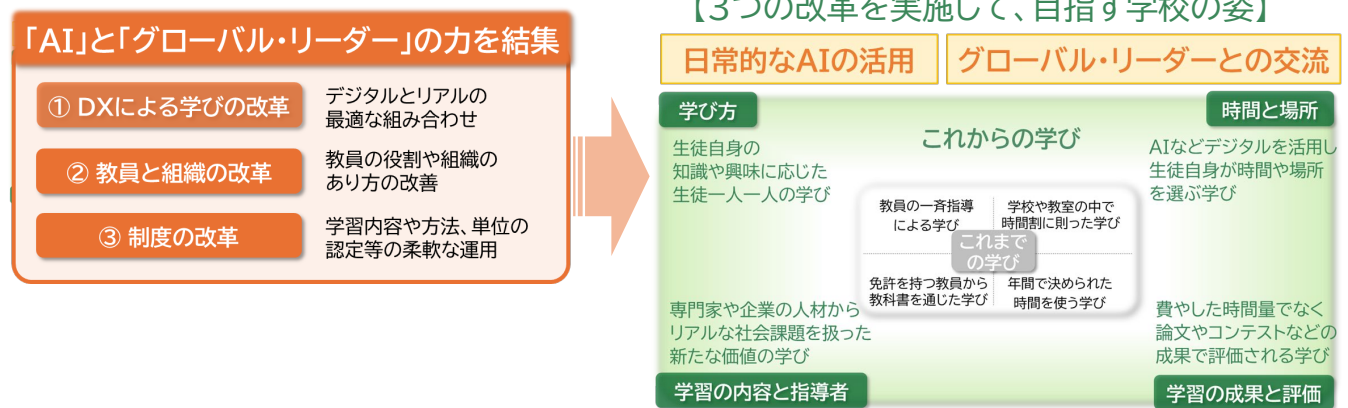 「AI」と「グローバル・リーダー」の力を結集
① DXによる学びの改革
デジタルとリアルの
最適な組み合わせ
② 教員と組織の改革
教員の役割や組織の
あり方の改善
③ 制度の改革
学習内容や方法、単位の
認定等の柔軟な運用
【3つの改革を実施して、目指す学校の姿】
日常的なAIの活用
グローバル・リーダーとの交流
学び方
生徒自身の
知識や興味に応じた
生徒一人一人の学び
これからの学び
時間と場所
AIなどデジタルを活用し
生徒自身が時間や場所
を選ぶ学び
教員の一斉指導
による学び
学校や教室の中で
時間割に則った学び
これまで
の学び
免許を持つ教員から
教科書を通じた学び
年間で決められた
時間を使う学び
専門家や企業の人材から
リアルな社会課題を扱った
新たな価値の学び
学習の内容と指導者
費やした時間量でなく
論文やコンテストなどの
成果で評価される学び
学習の成果と評価